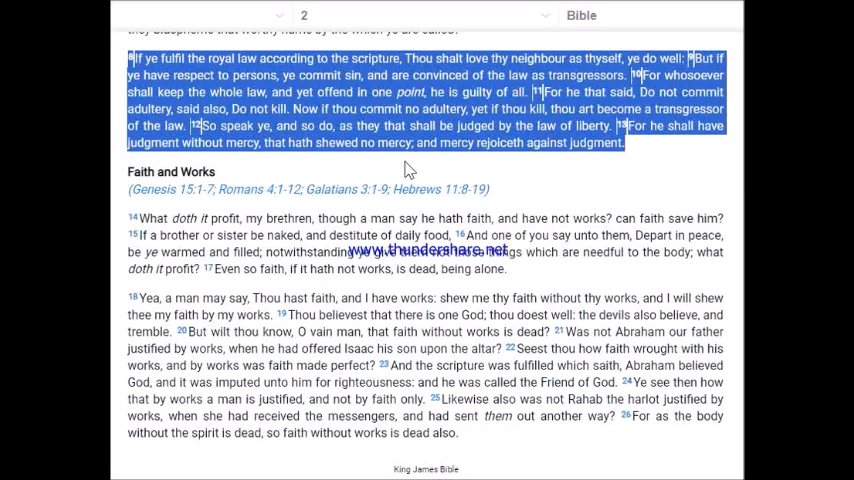 2 Bible
they blaspheme that worthy name by the which ye are called?
8If ye fulfil the royal law according to the scripture, Thou shalt love thy neighbour as thyself, ye do well: 9But if
ye have respect to persons, ye commit sin, and are convinced of the law as transgressors. 10For whosoever
shall keep the whole law, and yet offend in one point, he is guilty of all. 11For he that said, Do not commit
adultery, said also, Do not kill. Now if thou commit no adultery, yet if thou kill, thou art become a transgressor
of the law. 12So speak ye, and so do, as they that shall be judged by the law of liberty. 13For he shall have
judgment without mercy, that hath shewed no mercy; and mercy rejoiceth against judgment.
Faith and Works
(Genesis 15:1-7; Romans 4:1-12; Galatians 3:1-9; Hebrews 11:8-19)
14What doth it profit, my brethren, though a man say he hath faith, and have not works? can faith save him?
15If a brother or sister be naked, and destitute of daily food, 16And one of you say unto them, Depart in peace,
be ye warmed and filled; notwithstanding ye give them not those things which are needful to the body; what
www.thundershare.net
doth it profit? 17Even so faith, if it hath not works, is dead, being alone.
18Yea, a man may say, Thou hast faith, and I have works: shew me thy faith without thy works, and I will shew
thee my faith by my works. 19Thou believest that there is one God; thou doest well: the devils also believe, and
tremble. 20But wilt thou know, O vain man, that faith without works is dead? 21Was not Abraham our father
justified by works, when he had offered Isaac his son upon the altar? 22Seest thou how faith wrought with his
works, and by works was faith made perfect? 23And the scripture was fulfilled which saith, Abraham believed
God, and it was imputed unto him for righteousness: and he was called the Friend of God. 24Ye see then how
that by works a man is justified, and not by faith only. 25Likewise also was not Rahab the harlot justified by
works, when she had received the messengers, and had sent them out another way? 26For as the body
without the spirit is dead, so faith without works is dead also.
King James Bible